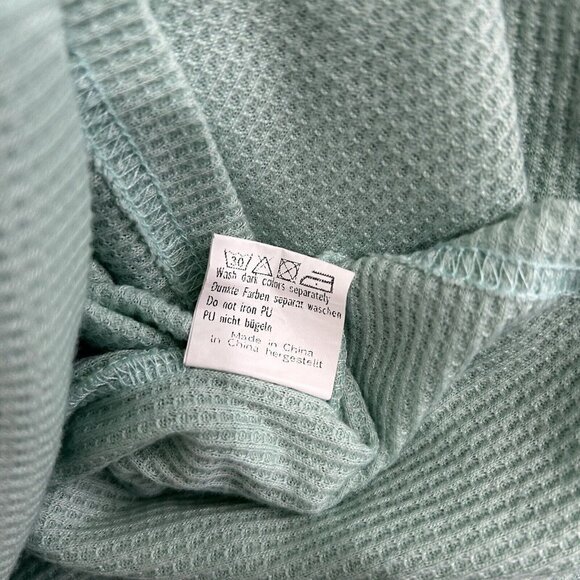 30
Wash dark colors separately
Dunkle Farben separat waschen
Do not iron PU
PU nicht bügeln
Made in China
in China hergestellt